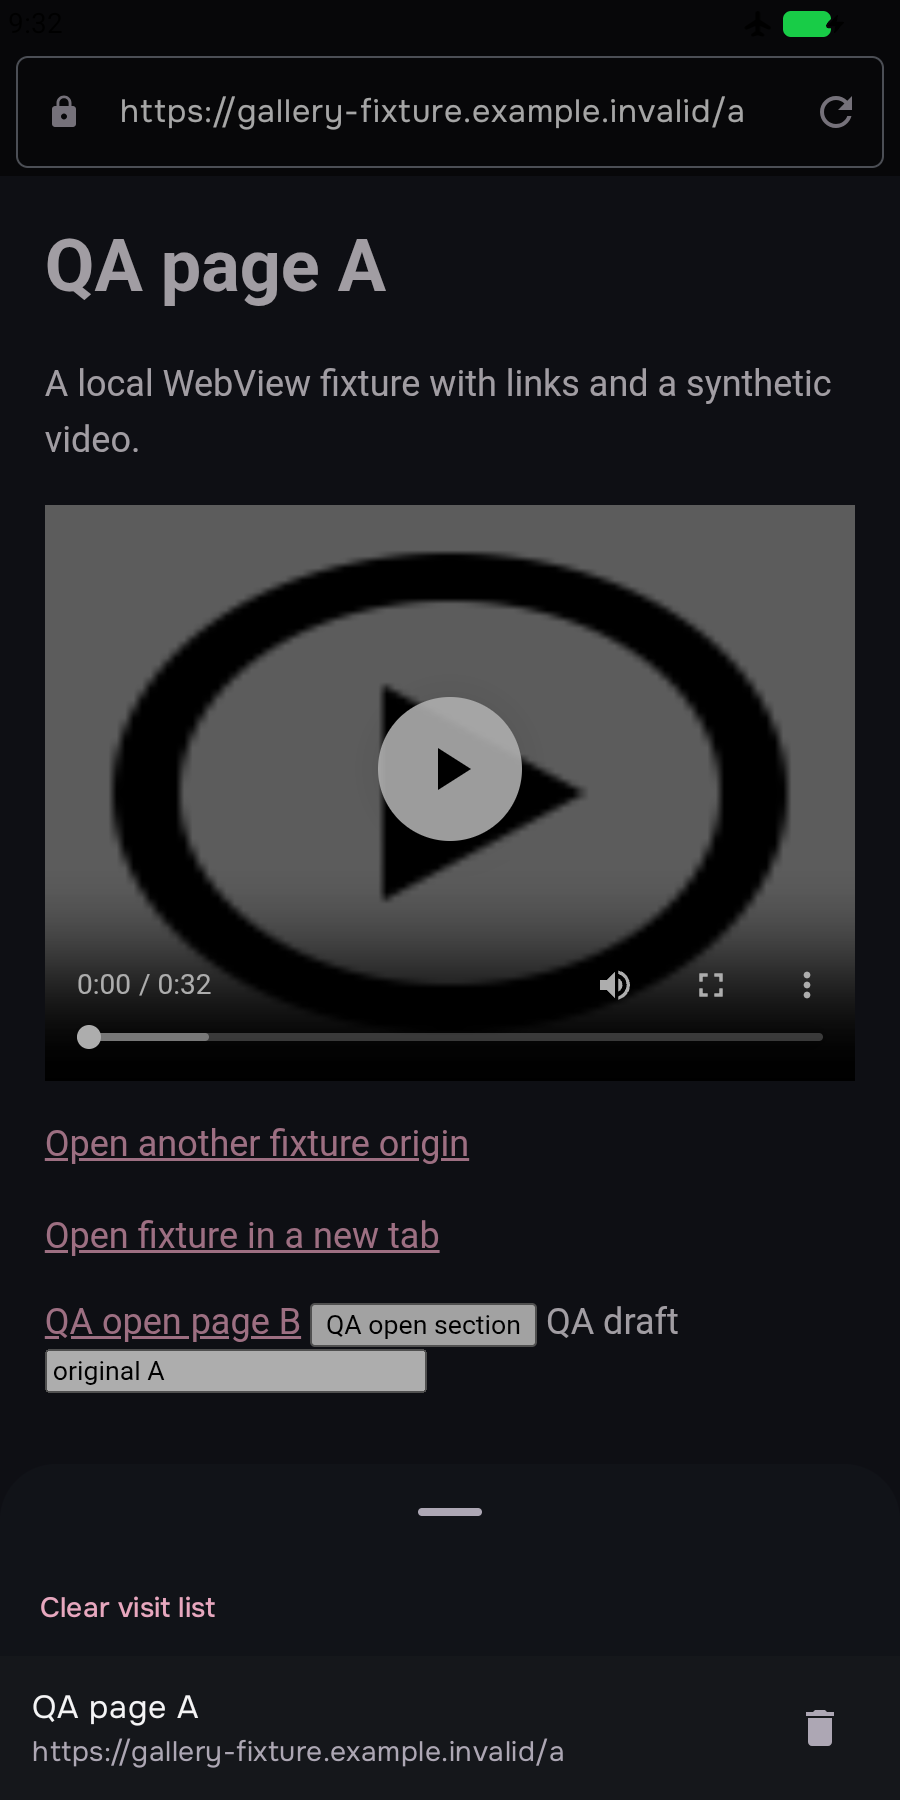 9:32
https://gallery-fixture.example.invalid/a
QA page A
A local WebView fixture with links and a synthetic
video.
0:00 / 0:32
Open another fixture origin
Open fixture in a new tab
QA open page B QA open section QA draft
original A
Clear visit list
QA page A
https://gallery-fixture.example.invalid/a